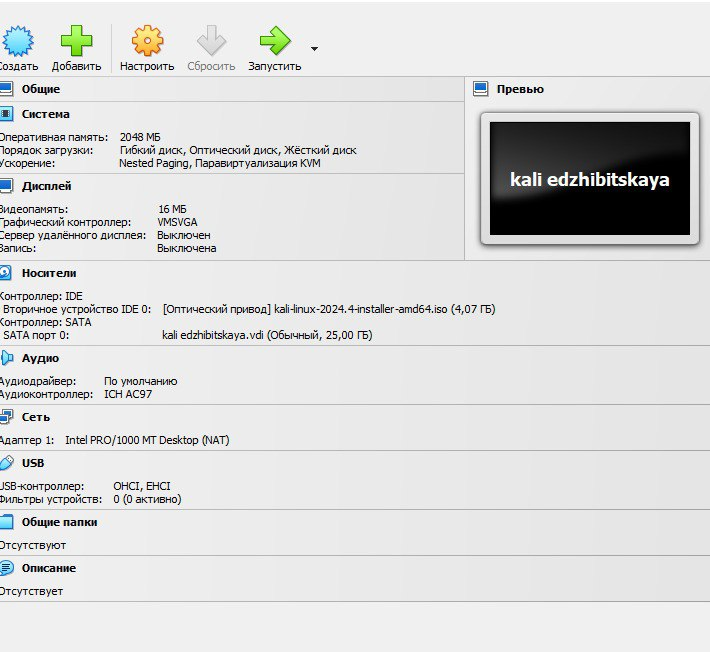 Создать Добавить Настроить Сбросить Запустить
Общие
Превью
kali edzhibitskaya
Система
Оперативная память: 2048 МБ
Порядок загрузки: Гибкий диск, Оптический диск, Жёсткий диск
Ускорение: Nested Paging, Паравиртуализация KVM
Дисплей
Видеопамять: 16 МБ
Графический контроллер: VMSVGA
Сервер удалённого дисплея: Выключен
Запись: Выключена
Носители
Контроллер: IDE
Вторичное устройство IDE 0: [Оптический привод] kali-linux-2024.4-installer-amd64.iso (4,07 ГБ)
Контроллер: SATA
SATA порт 0: kali edzhibitskaya.vdi (Обычный, 25,00 ГБ)
Аудио
Аудиодрайвер: По умолчанию
Аудиоконтроллер: ICH AC97
Сеть
Адаптер 1: Intel PRO/1000 MT Desktop (NAT)
USB
USB-контроллер: OHCI, EHCI
Фильтры устройств: 0 (0 активно)
Общие папки
Отсутствуют
Описание
Отсутствует